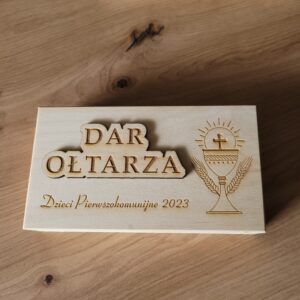 DAR
OŁTARZA
Dzieci Pierwszokomunijne 2023